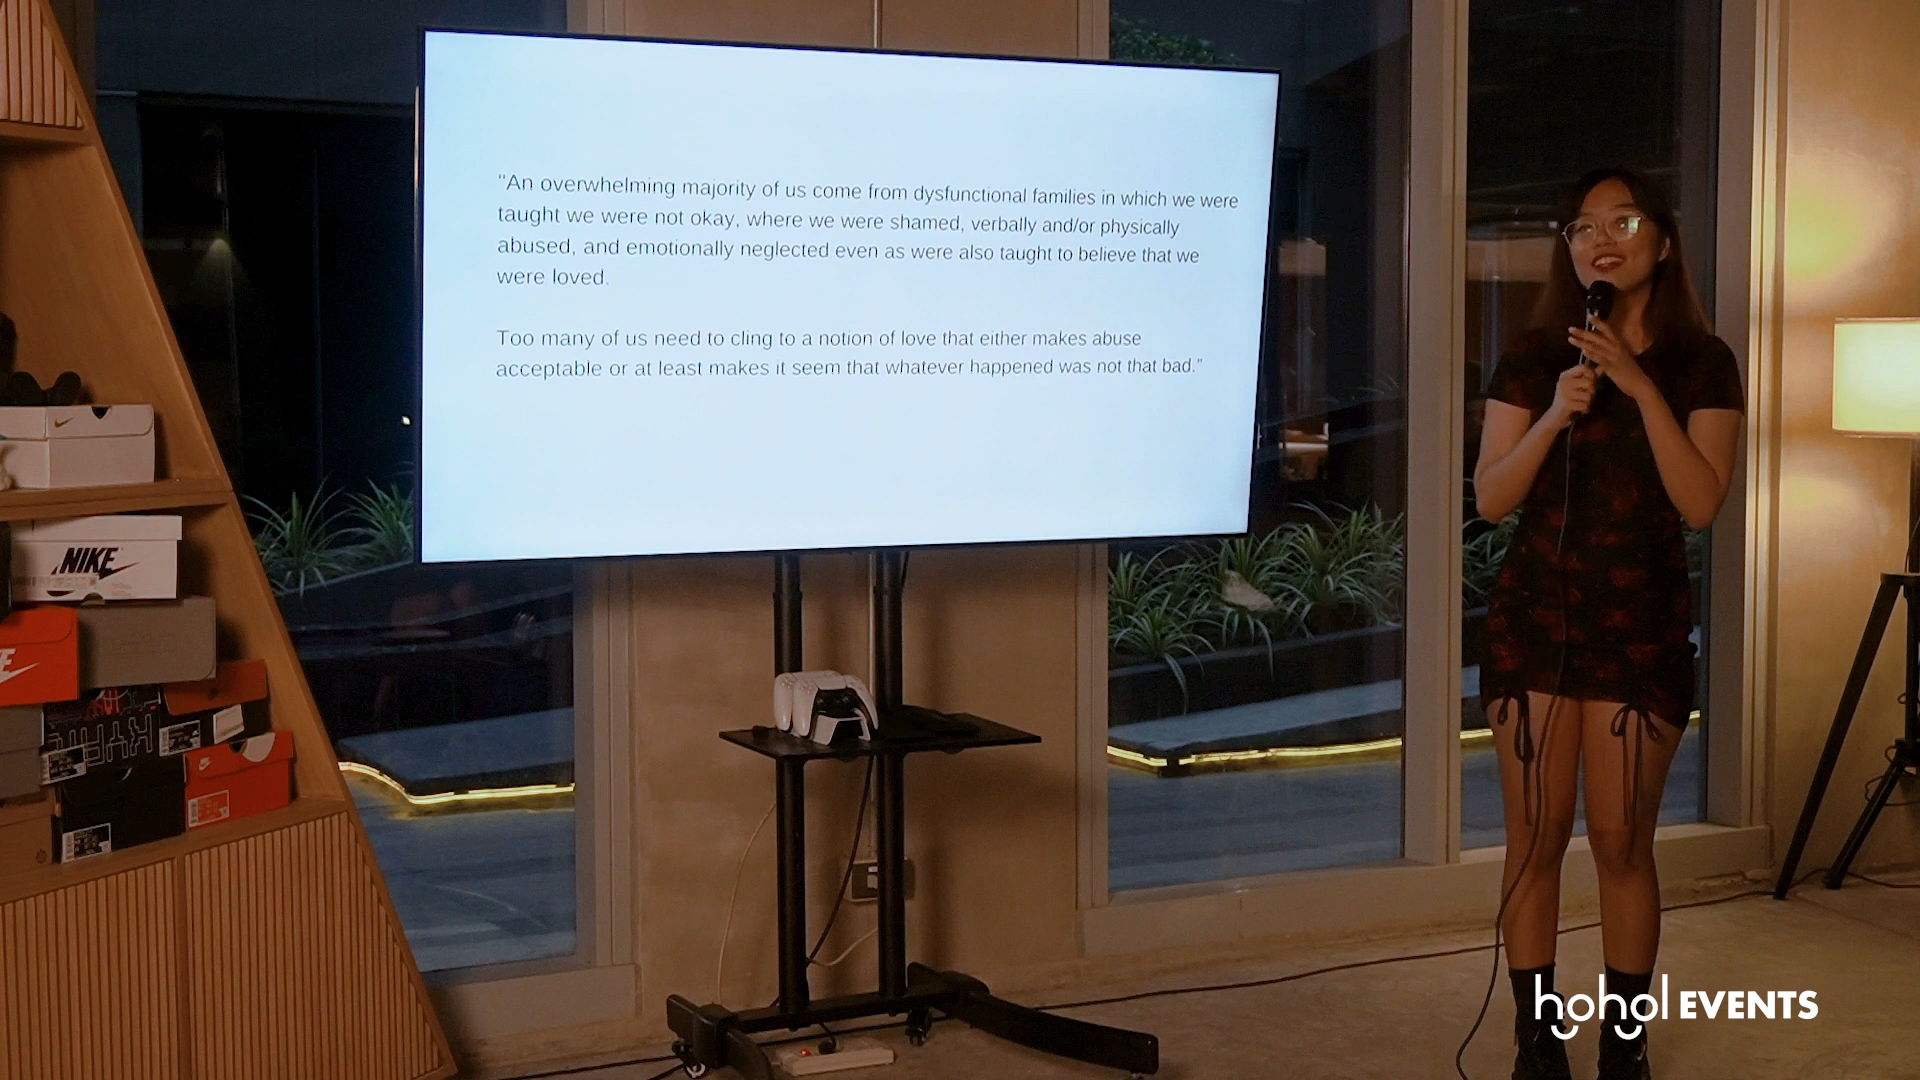 "An overwhelming majority of us come from dysfunctional families in which we were
taught we were not okay, where we were shamed, verbally and/or physically
abused, and emotionally neglected even as were also taught to believe that we
were loved.
Too many of us need to cling to a notion of love that either makes abuse
acceptable or at least makes it seem that whatever happened was not that bad."
NIKE
hohol EVENTS